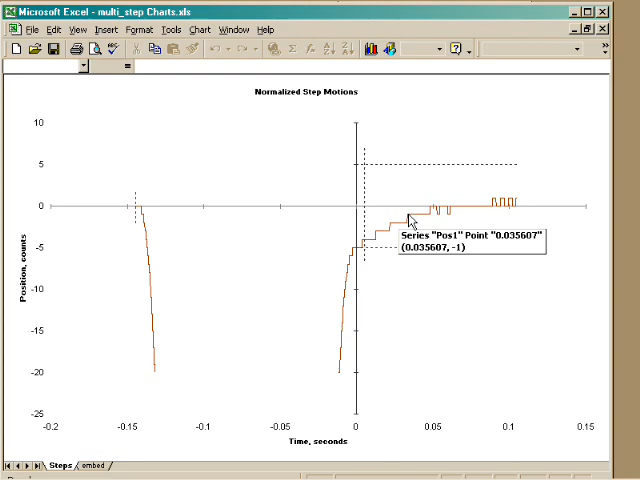 Microsoft Excel - multi_step Charts.xls
File Edit View Insert Format Tools Chart Window Help
=
Normalized Step Motions
10
5
0
-5
-10
-15
-20
-25
Position, counts
Series "Pos1" Point "0.035607"
(0.035607, -1)
-0.2 -0.15 -0.1 -0.05 0 0.05 0.1 0.15
Time, seconds
Steps embed